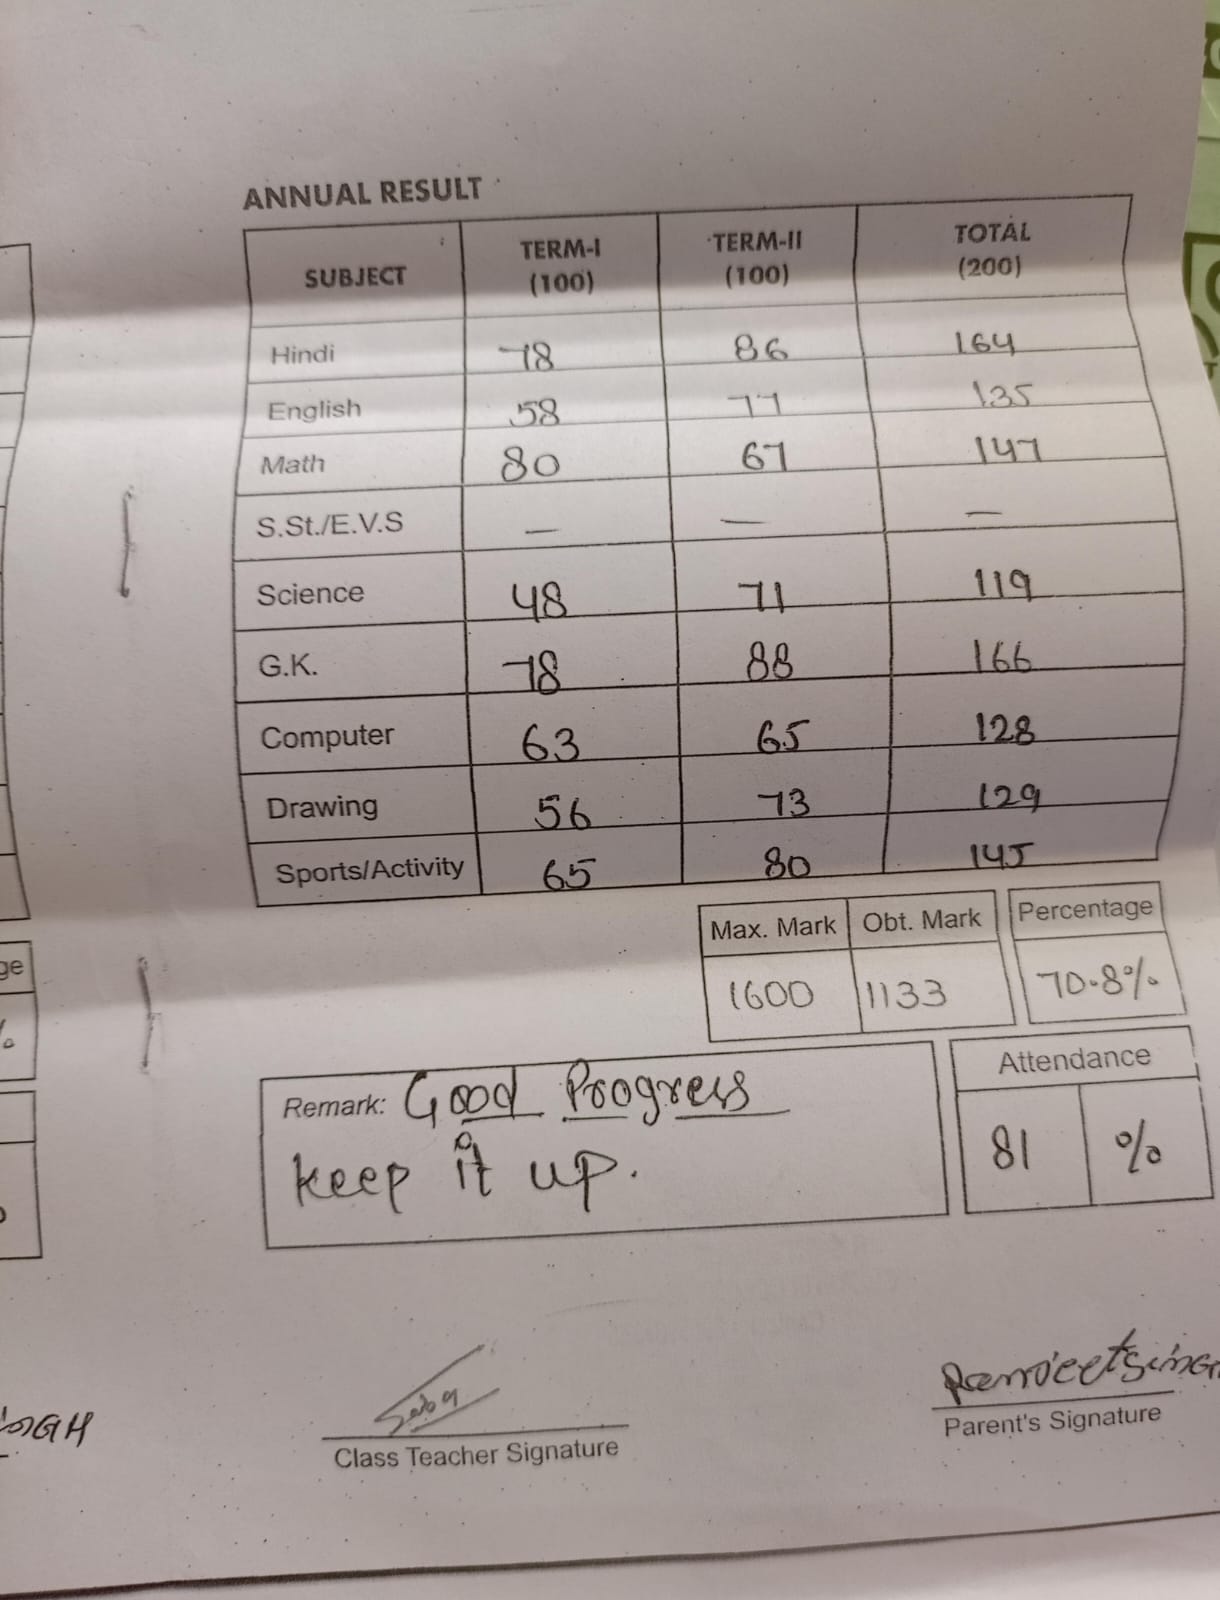 ANNUAL RESULT
SUBJECT TERM-I (100) TERM-II (100) TOTAL (200)
Hindi 78 86 164
English 58 77 135
Math 80 67 147
S.St./E.V.S — — —
Science 48 71 119
G.K. 78 88 166
Computer 63 65 128
Drawing 56 73 129
Sports/Activity 65 80 145
Max. Mark Obt. Mark Percentage
1600 1133 70.8%
Remark: Good Progress
keep it up.
Attendance
81 %
Class Teacher Signature
Parent's Signature